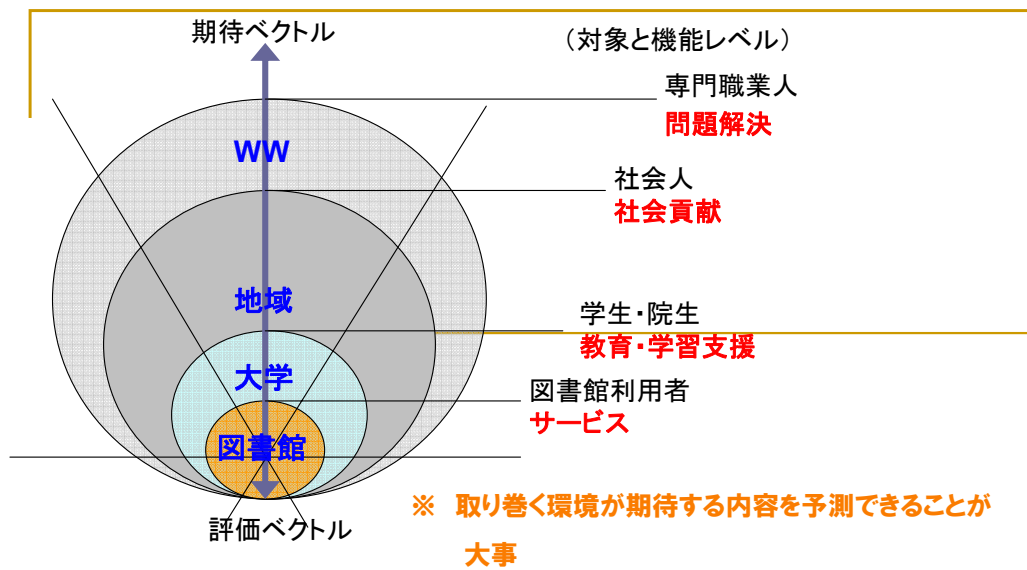 期待ベクトル
（対象と機能レベル）
専門職業人
問題解決
WW
社会人
社会貢献
地域
学生・院生
教育・学習支援
大学
図書館利用者
サービス
図書館
※ 取り巻く環境が期待する内容を予測できることが
大事
評価ベクトル